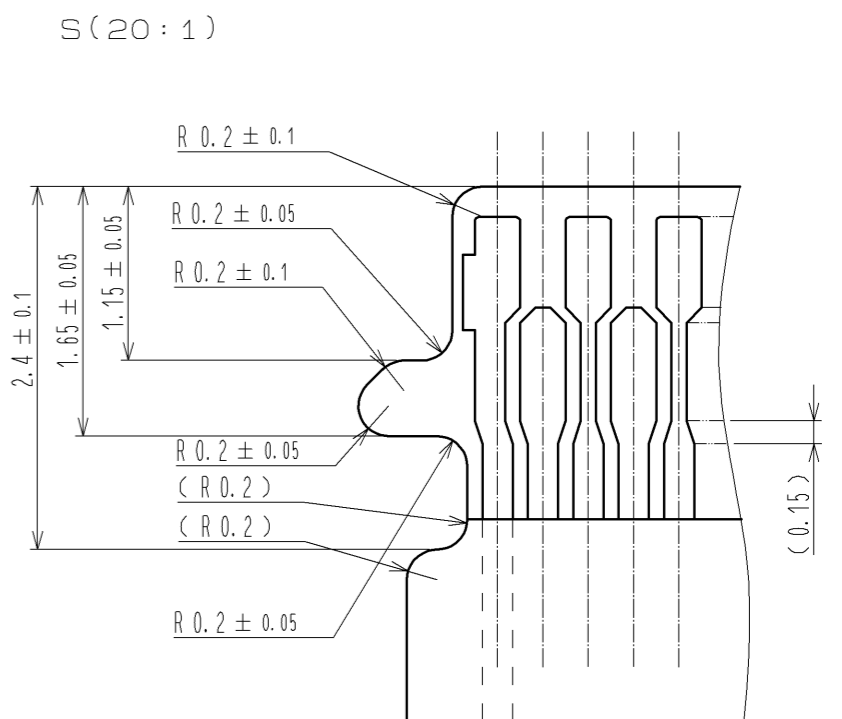 S(20:1)
R 0.2 ± 0.1
R 0.2 ± 0.05
R 0.2 ± 0.1
1.15 ± 0.05
1.65 ± 0.05
2.4 ± 0.1
R 0.2 ± 0.05
(R 0.2)
(R 0.2)
(0.15)
R 0.2 ± 0.05